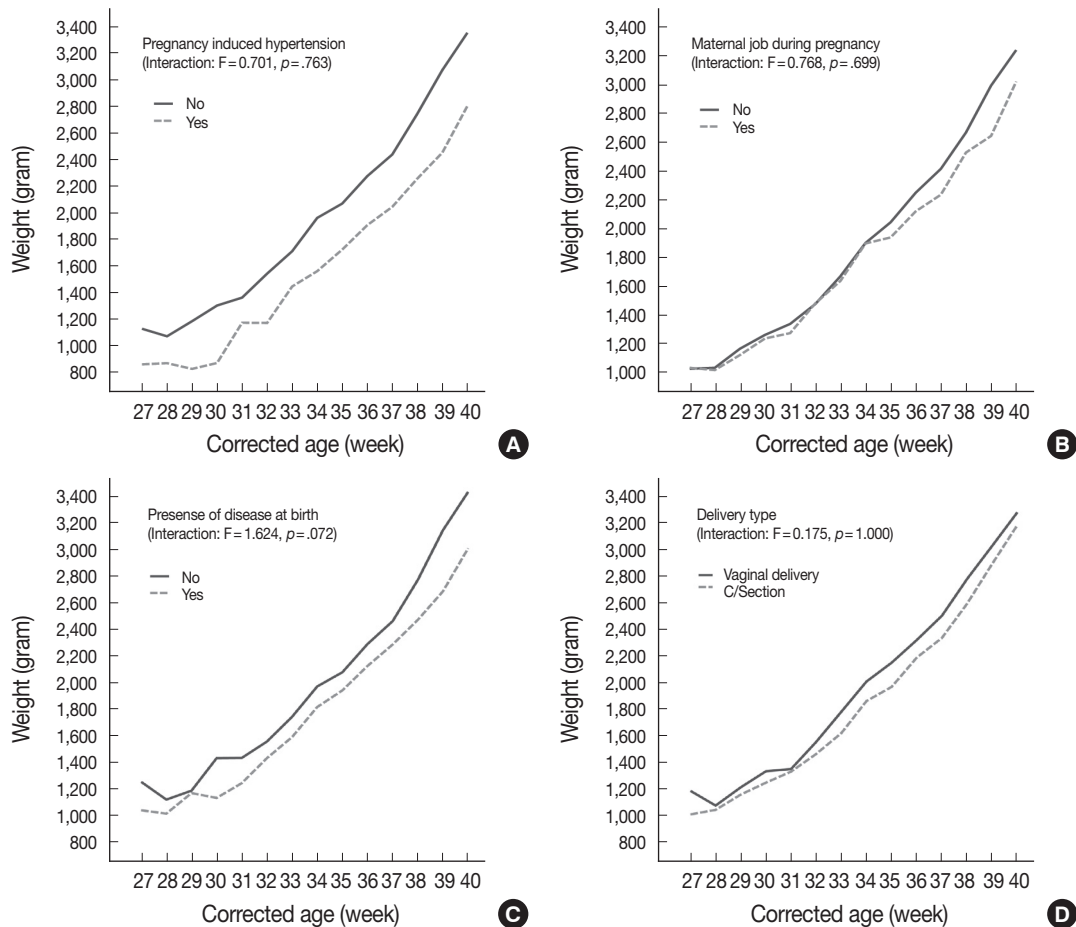 3,400
3,200
3,000
2,800
2,600
2,400
2,200
2,000
1,800
1,600
1,400
1,200
1,000
800
Weight (gram)
Pregnancy induced hypertension
(Interaction: F=0.701, p=.763)
No
Yes
27 28 29 30 31 32 33 34 35 36 37 38 39 40
Corrected age (week)
A
3,400
3,200
3,000
2,800
2,600
2,400
2,200
2,000
1,800
1,600
1,400
1,200
1,000
Weight (gram)
Maternal job during pregnancy
(Interaction: F=0.768, p=.699)
No
Yes
27 28 29 30 31 32 33 34 35 36 37 38 39 40
Corrected age (week)
B
3,400
3,200
3,000
2,800
2,600
2,400
2,200
2,000
1,800
1,600
1,400
1,200
1,000
800
Weight (gram)
Presense of disease at birth
(Interaction: F=1.624, p=.072)
No
Yes
27 28 29 30 31 32 33 34 35 36 37 38 39 40
Corrected age (week)
C
3,400
3,200
3,000
2,800
2,600
2,400
2,200
2,000
1,800
1,600
1,400
1,200
1,000
800
Weight (gram)
Delivery type
(Interaction: F=0.175, p=1.000)
Vaginal delivery
C/Section
27 28 29 30 31 32 33 34 35 36 37 38 39 40
Corrected age (week)
D